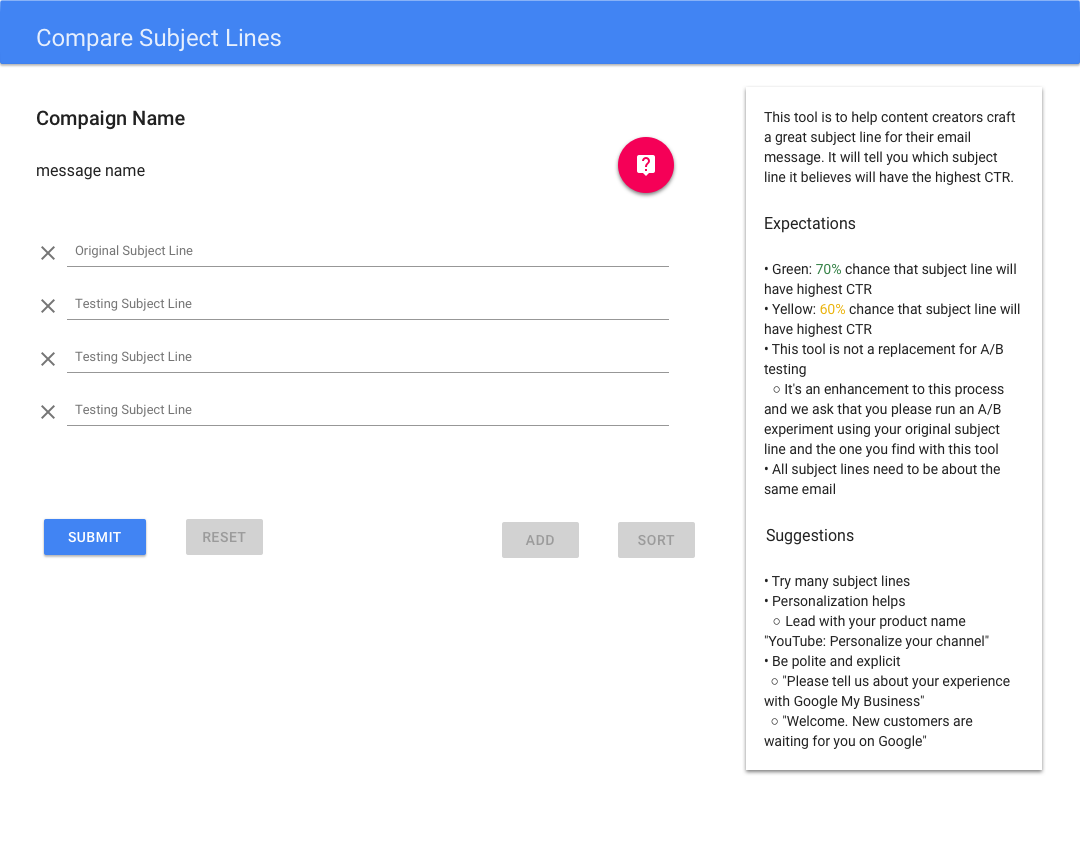 Compare Subject Lines
Compaign Name
message name
Original Subject Line
Testing Subject Line
Testing Subject Line
Testing Subject Line
SUBMIT
RESET
ADD
SORT
This tool is to help content creators craft
a great subject line for their email
message. It will tell you which subject
line it believes will have the highest CTR.
Expectations
• Green: 70% chance that subject line will
have highest CTR
• Yellow: 60% chance that subject line will
have highest CTR
• This tool is not a replacement for A/B
testing
○ It's an enhancement to this process
and we ask that you please run an A/B
experiment using your original subject
line and the one you find with this tool
• All subject lines need to be about the
same email
Suggestions
• Try many subject lines
• Personalization helps
○ Lead with your product name
"YouTube: Personalize your channel"
• Be polite and explicit
○ "Please tell us about your experience
with Google My Business"
○ "Welcome. New customers are
waiting for you on Google"